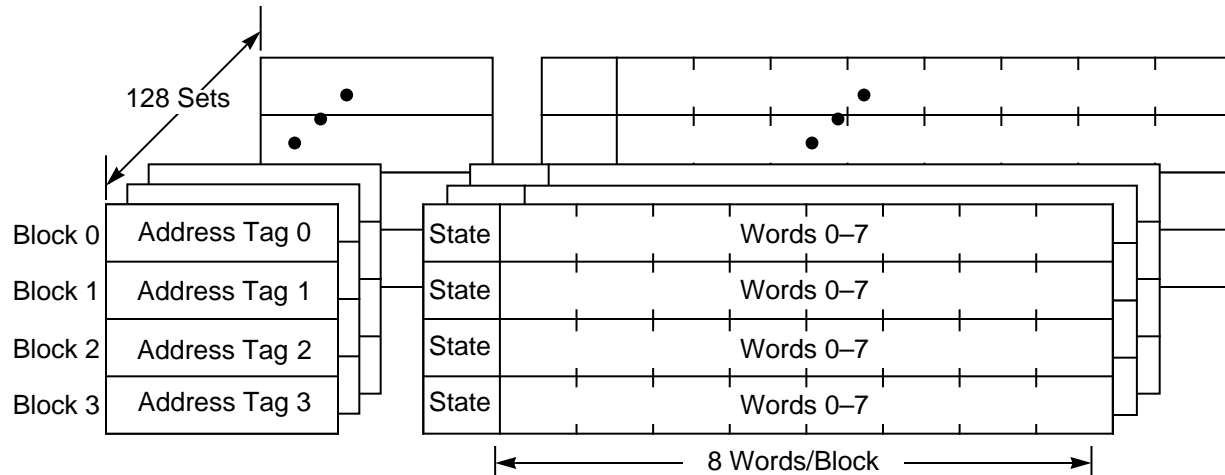 128 Sets
Block 0 Address Tag 0 State Words 0–7
Block 1 Address Tag 1 State Words 0–7
Block 2 Address Tag 2 State Words 0–7
Block 3 Address Tag 3 State Words 0–7
8 Words/Block